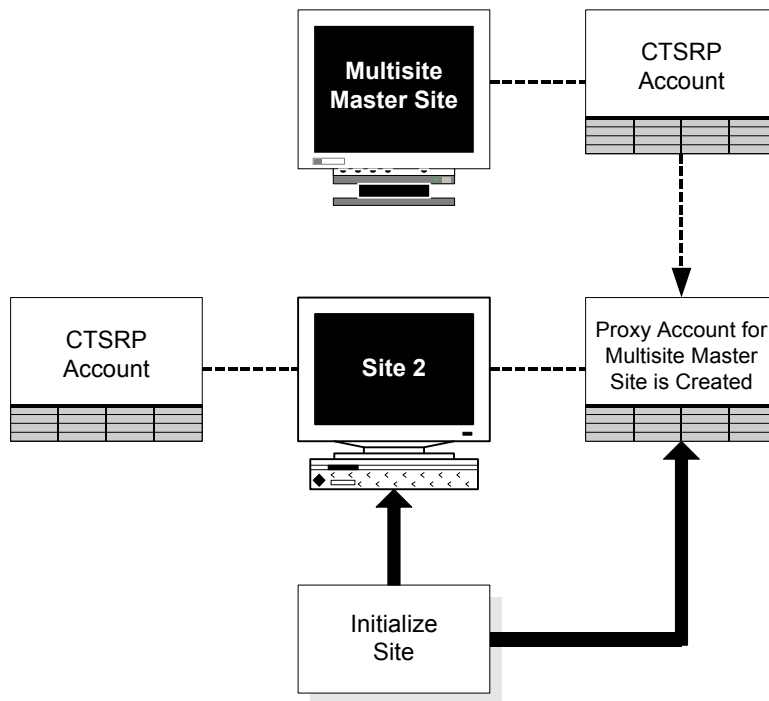 Multisite
Master Site
CTSRP
Account
CTSRP
Account
Site 2
Proxy Account for
Multisite Master
Site is Created
Initialize
Site